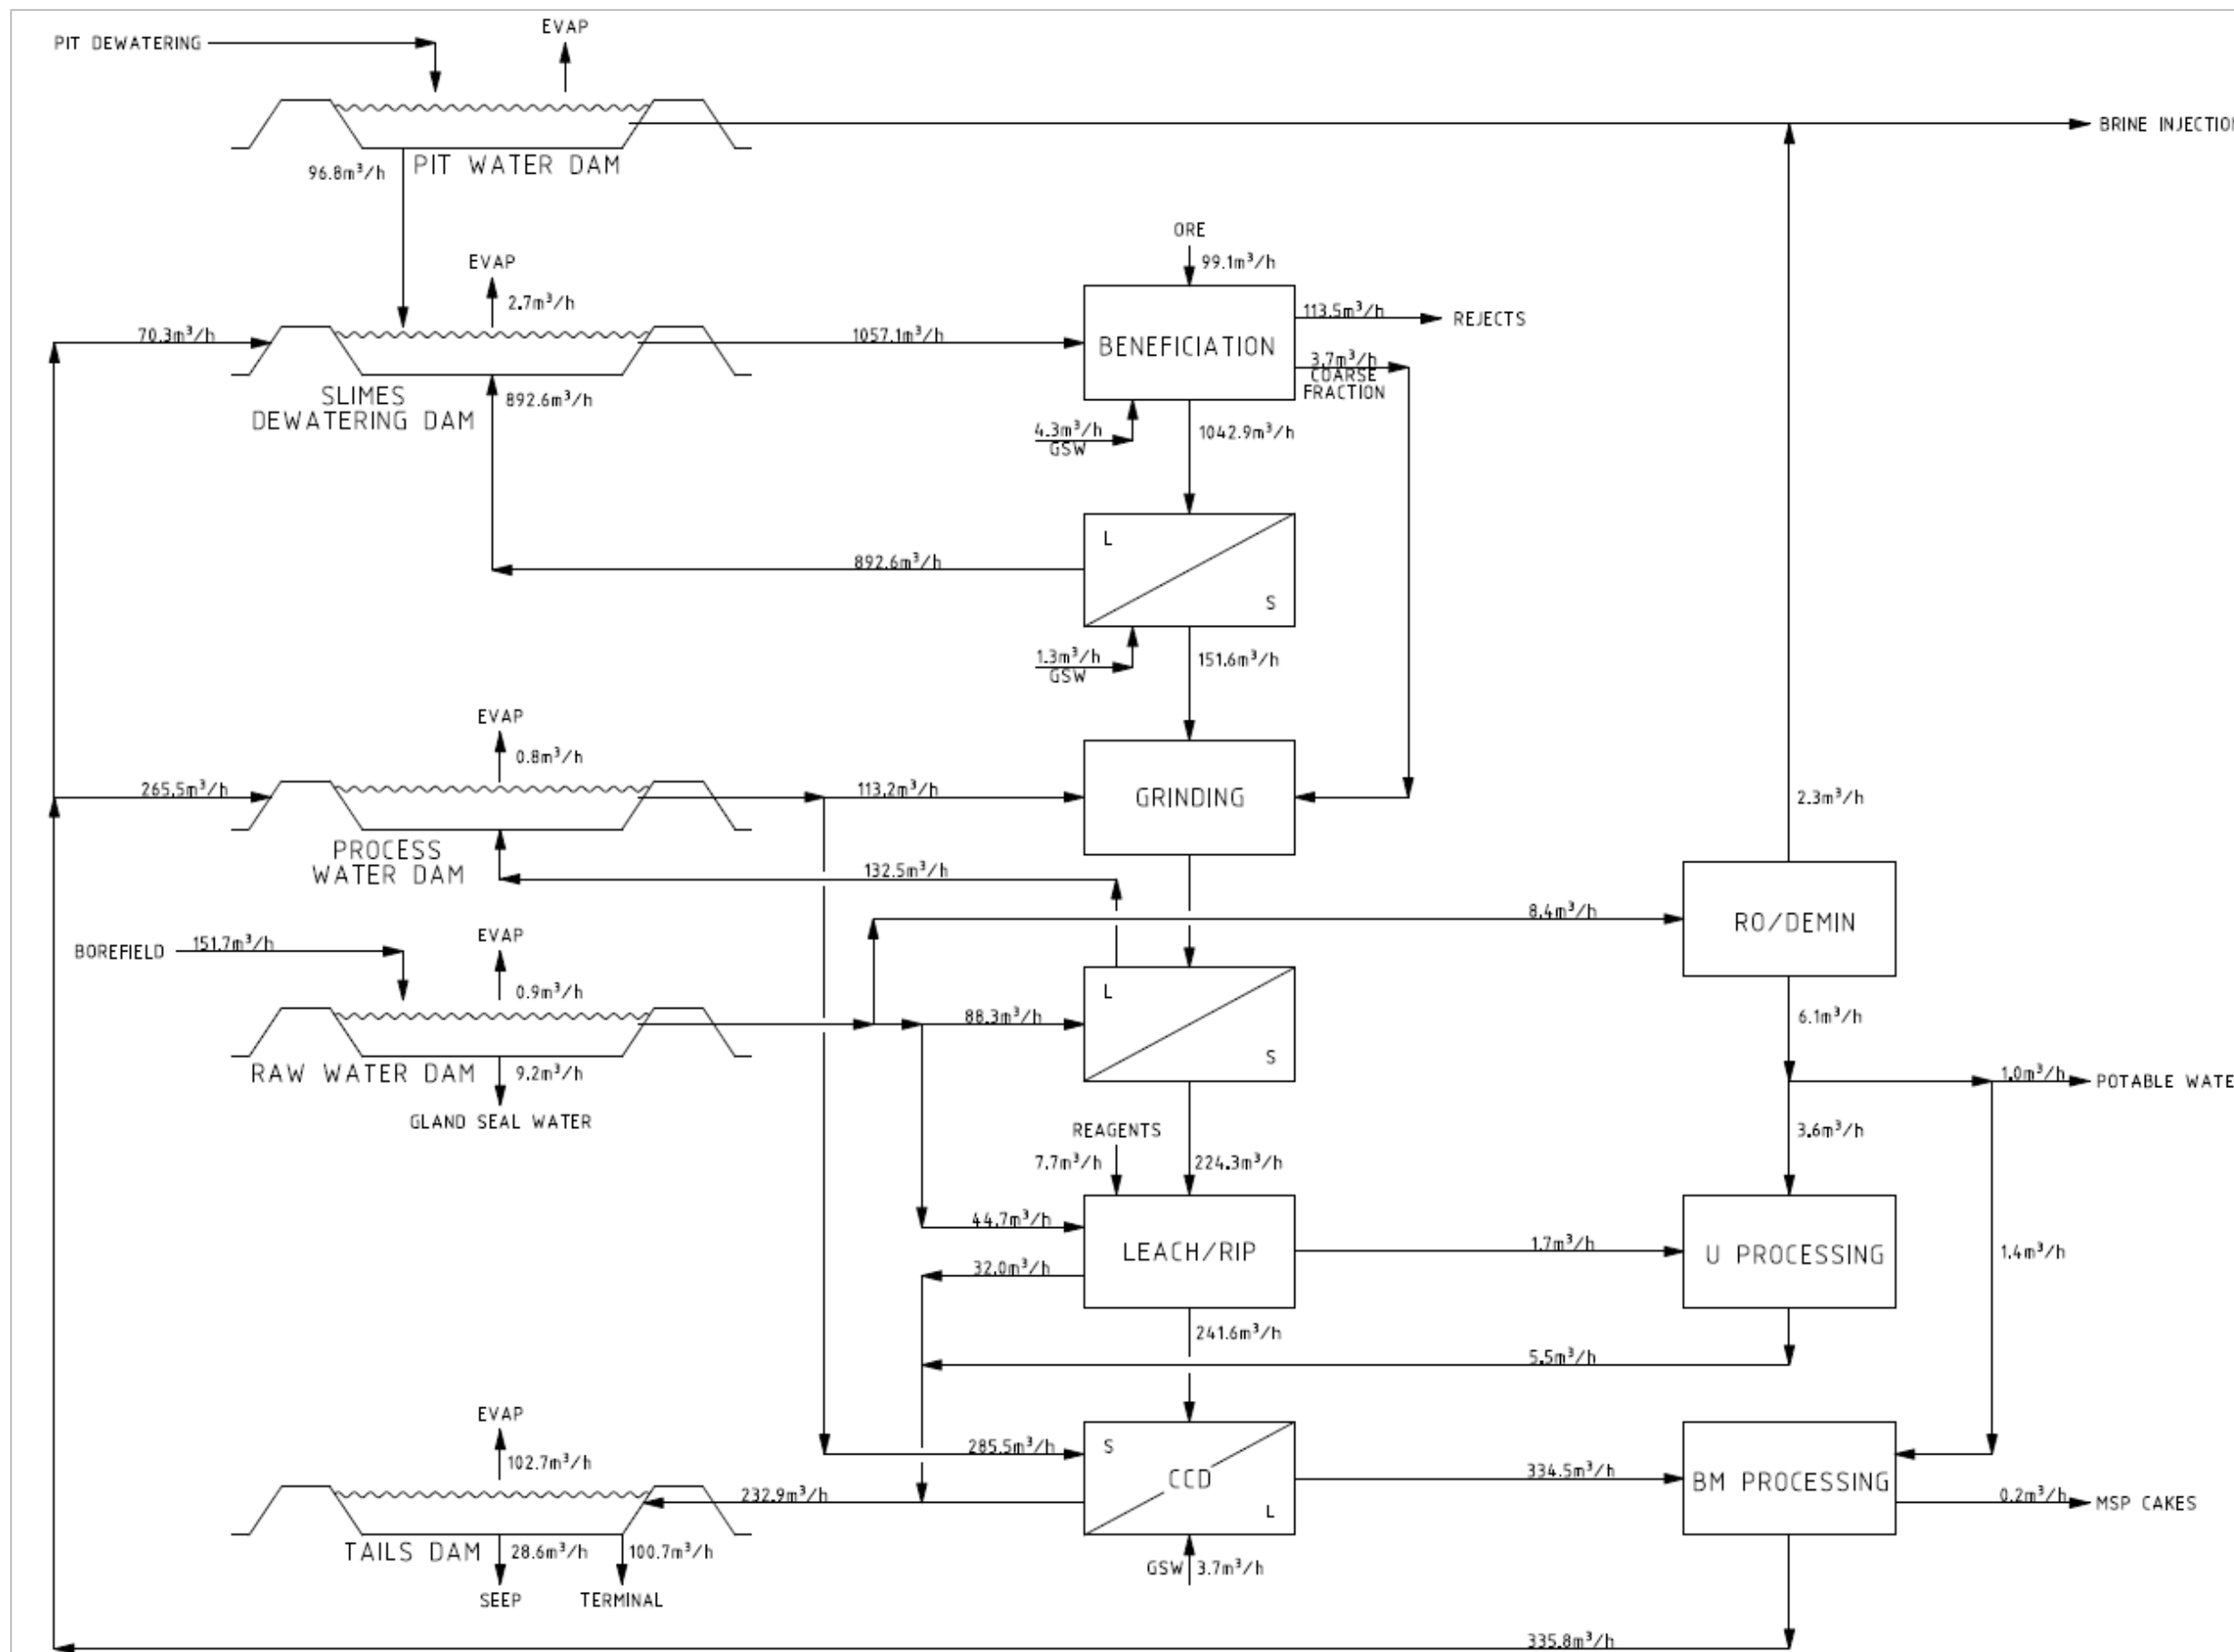 EVAP
PIT DEWATERING
BRINE INJECTIO
96.8m³/h
PIT WATER DAM
ORE
99.1m³/h
EVAP
2.7m³/h
113.5m³/h
REJECTS
70.3m³/h
1057.1m³/h
BENEFICIATION
3.7m³/h
COARSE
FRACTION
SLIMES
DEWATERING DAM
892.6m³/h
4.3m³/h
GSW
1042.9m³/h
L
892.6m³/h
S
1.3m³/h
GSW
151.6m³/h
EVAP
0.8m³/h
265.5m³/h
113.2m³/h
GRINDING
2.3m³/h
PROCESS
WATER DAM
132.5m³/h
8.4m³/h
RO/DEMIN
BOREFIELD
151.7m³/h
EVAP
0.9m³/h
L
88.3m³/h
6.1m³/h
S
RAW WATER DAM
9.2m³/h
1.0m³/h
POTABLE WATE
GLAND SEAL WATER
REAGENTS
3.6m³/h
7.7m³/h
224.3m³/h
44.7m³/h
LEACH/RIP
1.7m³/h
U PROCESSING
1.4m³/h
32.0m³/h
241.6m³/h
5.5m³/h
EVAP
102.7m³/h
285.5m³/h
S
CCD
L
334.5m³/h
BM PROCESSING
232.9m³/h
0.2m³/h
MSP CAKES
TAILS DAM
28.6m³/h
100.7m³/h
GSW
3.7m³/h
SEEP
TERMINAL
335.8m³/h